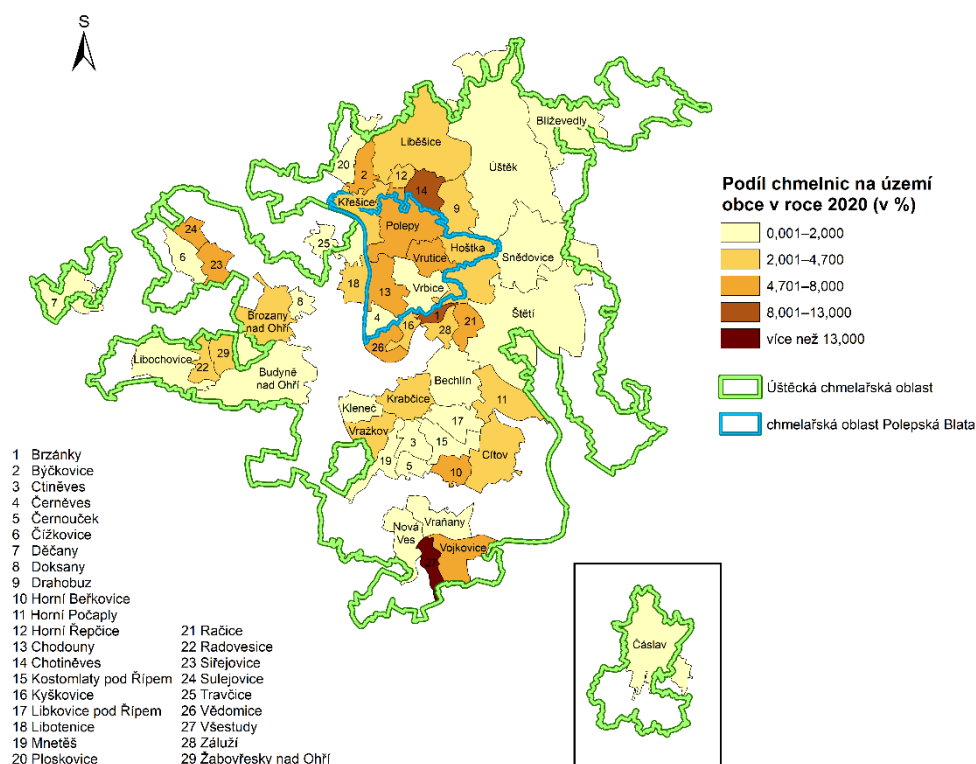 S
Blíževedly
Liběšice
Úštěk
20
2
12
14
Křešice
9
Polepy
24
25
Hoštka
6
Snědovice
23
Vrutice
7
18
13
Vrbice
8
Brozany
nad Ohří
4
1
Štětí
16
28
21
26
Libochovice
29
22
Budyně
nad Ohří
Bechlín
Krabčice
11
Kleneč
17
Vražkov
7
3
15
Cítov
19
5
10
Nová
Ves
Vraňany
Vojkovice
27
Čáslav
Podíl chmelnic na území
obce v roce 2020 (v %)
0,001–2,000
2,001–4,700
4,701–8,000
8,001–13,000
více než 13,000
Úštěcká chmelařská oblast
chmelařská oblast Polepská Blata
1 Brzánky
2 Býčkovice
3 Ctiněves
4 Černěves
5 Černouček
6 Čížkovice
7 Děčany
8 Doksany
9 Drahobuz
10 Horní Beřkovice
11 Horní Počaply
12 Horní Řepčice
13 Chodouny
14 Chotiněves
15 Kostomlaty pod Řípem
16 Kyškovice
17 Libkovice pod Řípem
18 Libotenice
19 Mnetěš
20 Ploskovice
21 Račice
22 Radovesice
23 Siřejovice
24 Sulejovice
25 Travčice
26 Vědomice
27 Všestudy
28 Záluží
29 Žabovřesky nad Ohří